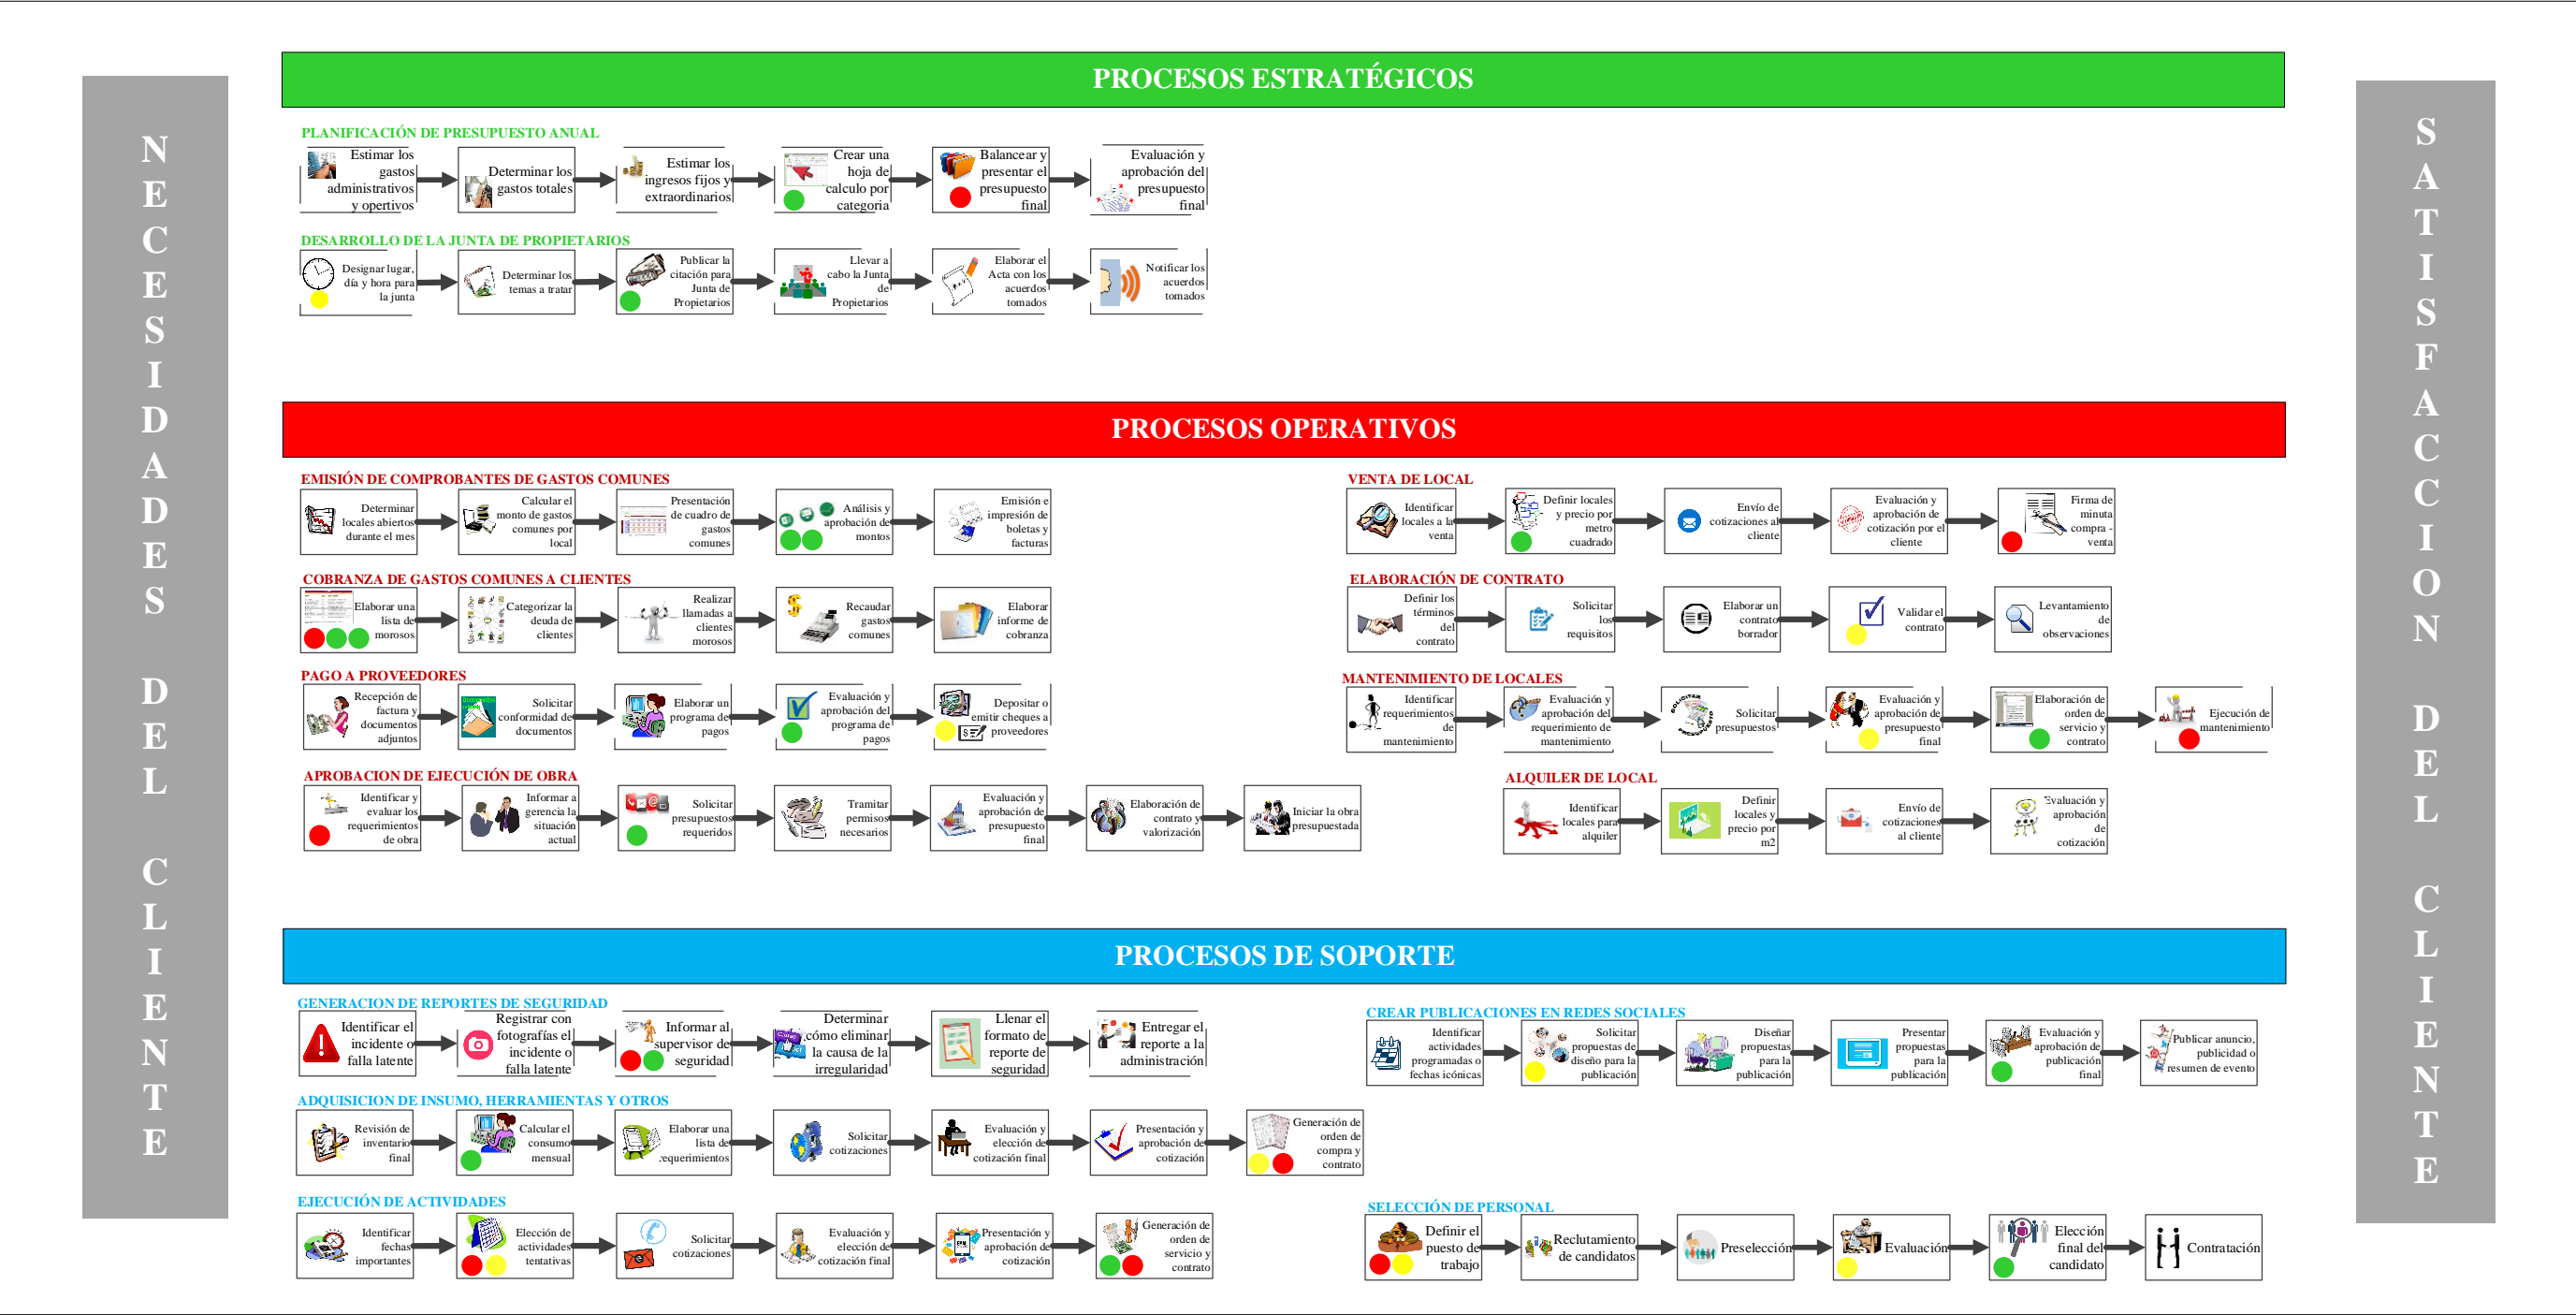 NECESIDADES DEL CLIENTE
PROCESOS ESTRATÉGICOS
PLANIFICACIÓN DE PRESUPUESTO ANUAL
Estimar los
gastos
administrativos
y opertivos
Determinar los
gastos totales
Estimar los
ingresos fijos y
extraordinarios
Crear una
hoja de
calculo por
categoria
Balancear y
presentar el
presupuesto
final
Evaluación y
aprobación del
presupuesto
final
DESARROLLO DE LA JUNTA DE PROPIETARIOS
Designar lugar,
día y hora para
la junta
Determinar los
temas a tratar
Publicar la
citación para
Junta de
Propietarios
Llevar a
cabo la Junta
de
Propietarios
Elaborar el
Acta con los
acuerdos
tomados
Notificar los
acuerdos
tomados
PROCESOS OPERATIVOS
EMISIÓN DE COMPROBANTES DE GASTOS COMUNES
Determinar
locales abiertos
durante el mes
Calcular el
monto de gastos
comunes por
local
Presentación
de cuadro de
gastos
comunes
Análisis y
aprobación de
montos
Emisión e
impresión de
boletas y
facturas
COBRANZA DE GASTOS COMUNES A CLIENTES
Elaborar una
lista de
morosos
Categorizar la
deuda de
clientes
Realizar
llamadas a
clientes
morosos
Recaudar
gastos
comunes
Elaborar
informe de
cobranza
PAGO A PROVEEDORES
Recepción de
factura y
documentos
adjuntos
Solicitar
conformidad de
documentos
Elaborar un
programa de
pagos
Evaluación y
aprobación del
programa de
pagos
Depositar o
emitir cheques a
proveedores
APROBACION DE EJECUCIÓN DE OBRA
Identificar y
evaluar los
requerimientos
de obra
Informar a
gerencia la
situación
actual
Solicitar
presupuestos
requeridos
Tramitar
permisos
necesarios
Evaluación y
aprobación de
presupuesto
final
Elaboración de
contrato y
valorización
Iniciar la obra
presupuestada
VENTA DE LOCAL
Identificar
locales a la
venta
Definir locales
y precio por
metro
cuadrado
Envío de
cotizaciones al
cliente
Evaluación y
aprobación de
cotización por el
cliente
Firma de
minuta
compra -
venta
ELABORACIÓN DE CONTRATO
Definir los
términos
del
contrato
Solicitar
los
requisitos
Elaborar un
contrato
borrador
Validar el
contrato
Levantamiento
de
observaciones
MANTENIMIENTO DE LOCALES
Identificar
requerimientos
de
mantenimiento
Evaluación y
aprobación del
requerimiento de
mantenimiento
SOLICITAR
PRESUPUESTOS
Solicitar
presupuestos
Evaluación y
aprobación de
presupuesto
final
Elaboración de
orden de
servicio y
contrato
Ejecución de
mantenimiento
ALQUILER DE LOCAL
Identificar
locales para
alquiler
Definir
locales y
precio por
m2
Envío de
cotizaciones
al cliente
Evaluación y
aprobación
de
cotización
PROCESOS DE SOPORTE
GENERACION DE REPORTES DE SEGURIDAD
Identificar el
incidente o
falla latente
Registrar con
fotografías el
incidente o
falla latente
Informar al
supervisor de
seguridad
Determinar
cómo eliminar
la causa de la
irregularidad
Llenar el
formato de
reporte de
seguridad
Entregar el
reporte a la
administración
ADQUISICION DE INSUMO, HERRAMIENTAS Y OTROS
Revisión de
inventario
final
Calcular el
consumo
mensual
Elaborar una
lista de
requerimientos
Solicitar
cotizaciones
Evaluación y
elección de
cotización final
Presentación y
aprobación de
cotización
Generación de
orden de
compra y
contrato
EJECUCIÓN DE ACTIVIDADES
Identificar
fechas
importantes
Elección de
actividades
tentativas
Solicitar
cotizaciones
Evaluación y
elección de
cotización final
Presentación y
aprobación de
cotización
Generación de
orden de
servicio y
contrato
CREAR PUBLICACIONES EN REDES SOCIALES
Identificar
actividades
programadas o
fechas icónicas
Solicitar
propuestas de
diseño para la
publicación
Diseñar
propuestas
para la
publicación
Presentar
propuestas
para la
publicación
Evaluación y
aprobación de
publicación
final
Publicar anuncio,
publicidad o
resumen de evento
SELECCIÓN DE PERSONAL
Definir el
puesto de
trabajo
Reclutamiento
de candidatos
Preselección
Evaluación
Elección
final del
candidato
Contratación
SATISFACCION DEL CLIENTE